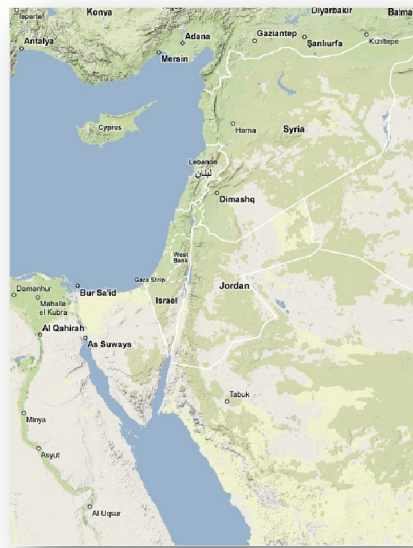 Isparta
Konya
Diyarbakir
Batma
Antalya
Adana
Mersin
Gaziantep
Şanlıurfa
Kiziltepe
Cyprus
Hama
Syria
Lebanon
لبنان
Dimashq
West
Bank
Gaza Strip
Israel
Jordan
Damanhur
Bur Sa'id
Mahalla
el Kubra
Al Qahirah
As Suways
Tabuk
Minya
Asyut
Al Uqsur